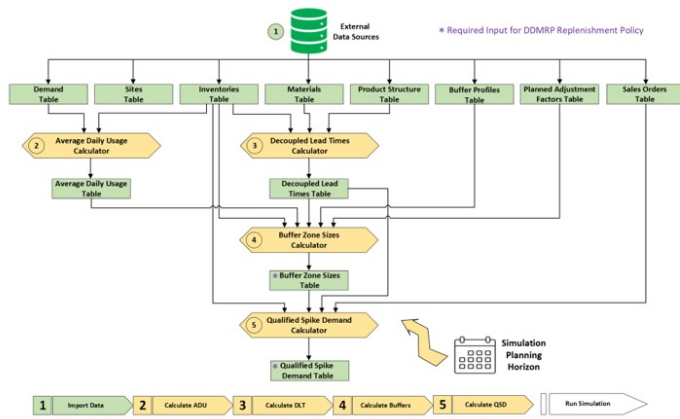 1
External
Data Sources
* Required Input for DDMRP Replenishment Policy
Demand
Table
Sites
Table
Inventories
Table
Materials
Table
Product Structure
Table
Buffer Profiles
Table
Planned Adjustment
Factors Table
Sales Orders
Table
2
Average Daily Usage
Calculator
3
Decoupled Lead Times
Calculator
Average Daily Usage
Table
Decoupled Lead
Times Table
4
Buffer Zone Sizes
Calculator
* Buffer Zone Sizes
Table
5
Qualified Spike Demand
Calculator
Simulation
Planning
Horizon
* Qualified Spike
Demand Table
1 Import Data 2 Calculate ADU 3 Calculate DLT 4 Calculate Buffers 5 Calculate QSD Run Simulation